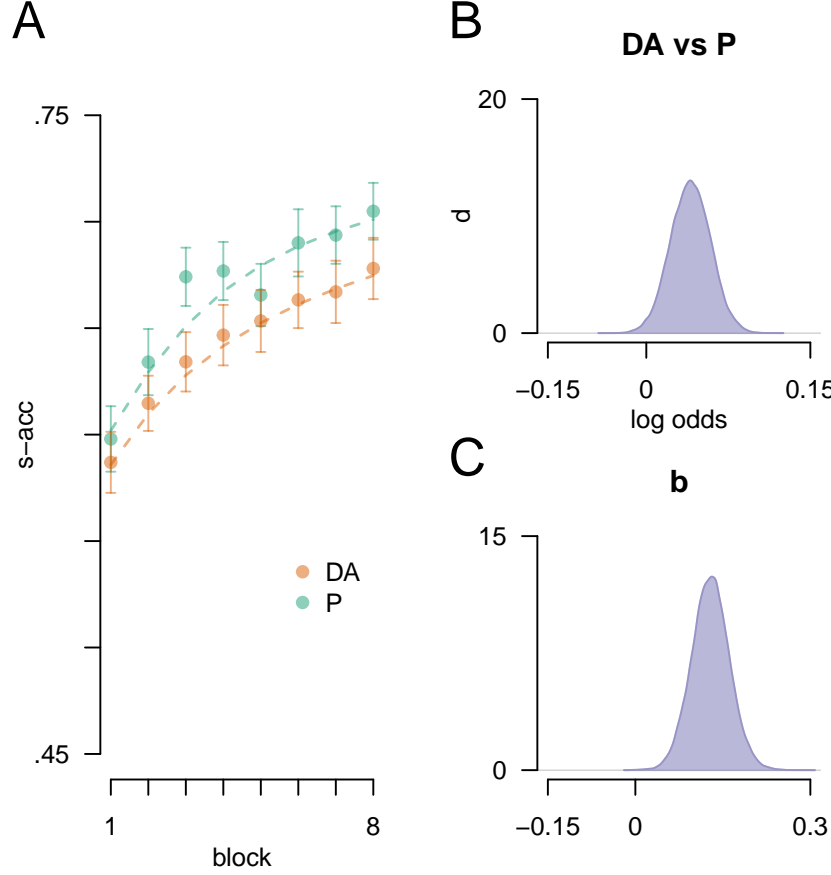 A
.75
s−acc
.45
1
8
block
DA
P
B
DA vs P
20
d
0
−0.15
0
0.15
log odds
C
b
15
0
−0.15
0
0.3